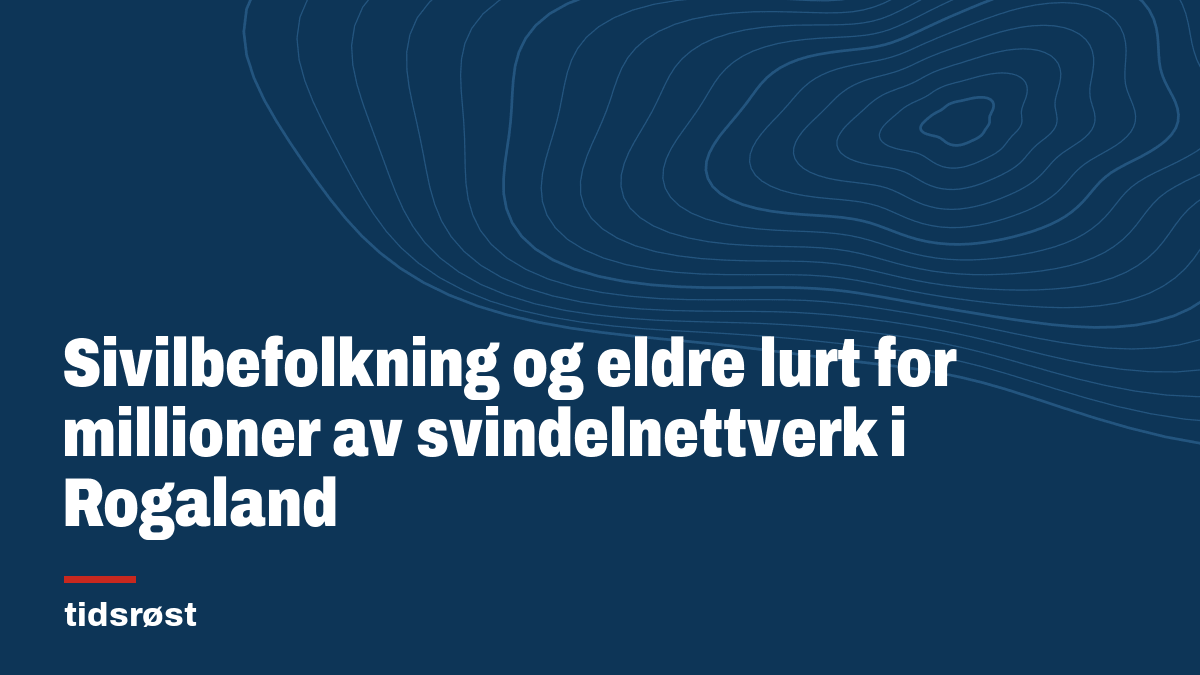 Sivilbefolkning og eldre lurt for
millioner av svindelnettverk i
Rogaland
tidsrøst